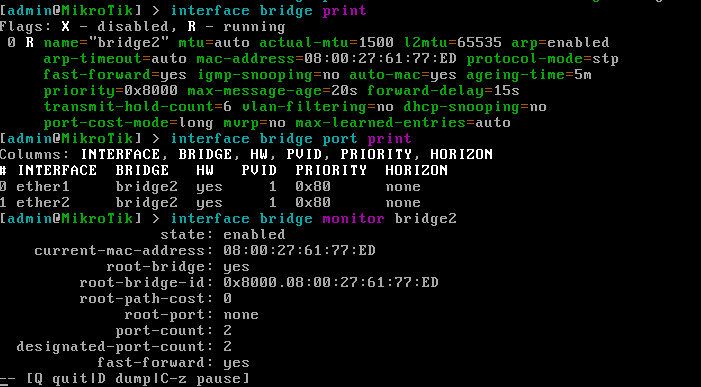 [admin@MikroTik] > interface bridge print
Flags: X - disabled, R - running
0 R name="bridge2" mtu=auto actual-mtu=1500 l2mtu=65535 arp=enabled
arp-timeout=auto mac-address=08:00:27:61:77:ED protocol-mode=stp
fast-forward=yes igmp-snooping=no auto-mac=yes ageing-time=5m
priority=0x8000 max-message-age=20s forward-delay=15s
transmit-hold-count=6 vlan-filtering=no dhcp-snooping=no
port-cost-mode=long mvrp=no max-learned-entries=auto
[admin@MikroTik] > interface bridge port print
Columns: INTERFACE, BRIDGE, HW, PVID, PRIORITY, HORIZON
# INTERFACE BRIDGE HW PVID PRIORITY HORIZON
0 ether1 bridge2 yes 1 0x80 none
1 ether2 bridge2 yes 1 0x80 none
[admin@MikroTik] > interface bridge monitor bridge2
state: enabled
current-mac-address: 08:00:27:61:77:ED
root-bridge: yes
root-bridge-id: 0x8000.08:00:27:61:77:ED
root-path-cost: 0
root-port: none
port-count: 2
designated-port-count: 2
fast-forward: yes
-- [Q quit|D dump|C-z pause]